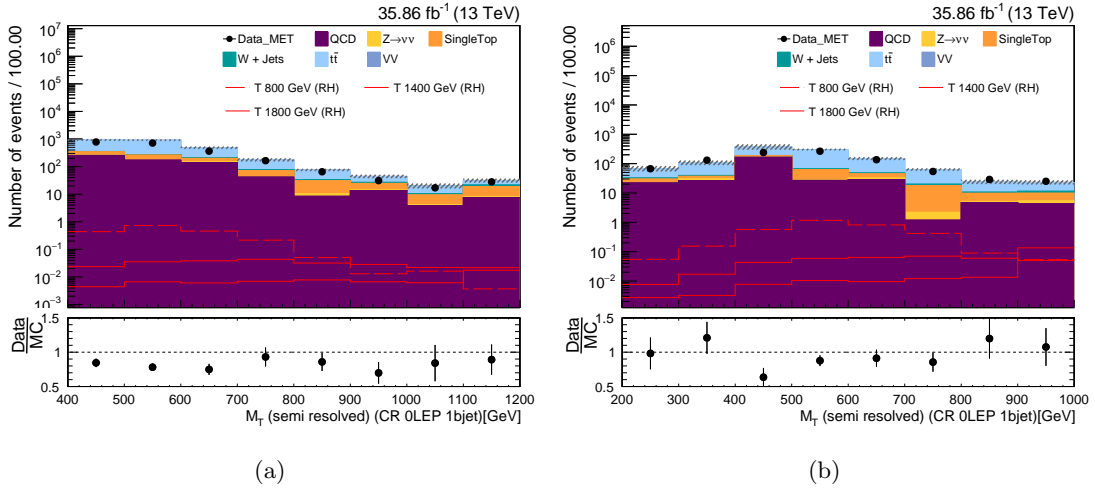 35.86 fb⁻¹ (13 TeV)
Number of events / 100.00
10⁷
10⁶
10⁵
10⁴
10³
10²
10
1
10⁻¹
10⁻²
10⁻³
Data_MET QCD Z→νν SingleTop
W + Jets tt̄ VV
T 800 GeV (RH) T 1400 GeV (RH)
T 1800 GeV (RH)
Data
MC
1.5
1
0.5
400 500 600 700 800 900 1000 1100 1200
M_T (semi resolved) (CR 0LEP 1bjet)[GeV]
(a)
35.86 fb⁻¹ (13 TeV)
Number of events / 100.00
10⁶
10⁵
10⁴
10³
10²
10
1
10⁻¹
10⁻²
Data_MET QCD Z→νν SingleTop
W + Jets tt̄ VV
T 800 GeV (RH) T 1400 GeV (RH)
T 1800 GeV (RH)
Data
MC
1.5
1
0.5
200 300 400 500 600 700 800 900 1000
M_T (semi resolved) (CR 0LEP 1bjet)[GeV]
(b)